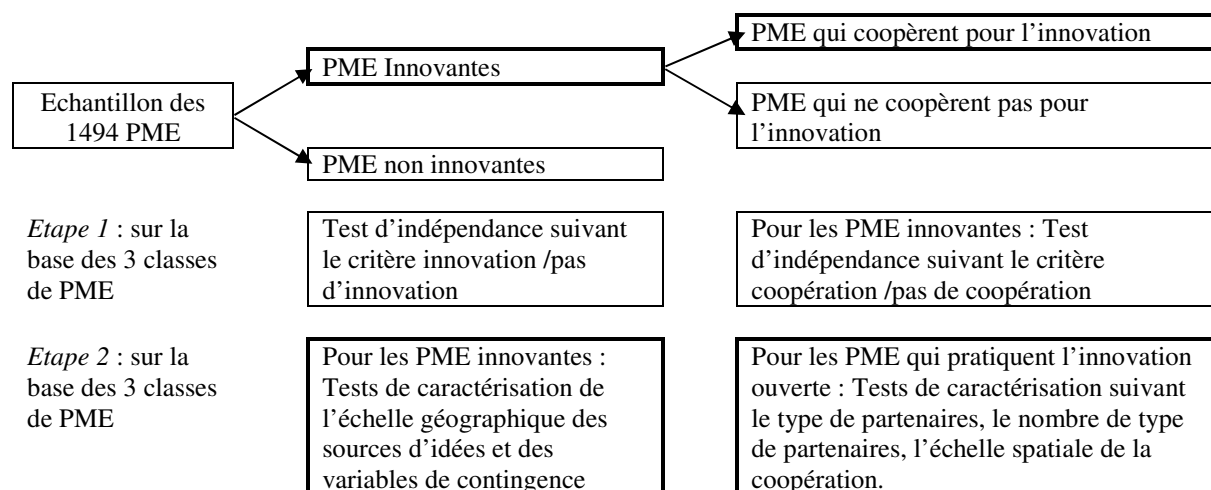 PME qui coopèrent pour l'innovation
PME Innovantes
Echantillon des
1494 PME
PME qui ne coopèrent pas pour
l'innovation
PME non innovantes
Etape 1 : sur la
base des 3 classes
de PME
Test d'indépendance suivant
le critère innovation /pas
d'innovation
Pour les PME innovantes : Test
d'indépendance suivant le critère
coopération /pas de coopération
Etape 2 : sur la
base des 3 classes
de PME
Pour les PME innovantes :
Tests de caractérisation de
l'échelle géographique des
sources d'idées et des
variables de contingence
Pour les PME qui pratiquent l'innovation
ouverte : Tests de caractérisation suivant
le type de partenaires, le nombre de type
de partenaires, l'échelle spatiale de la
coopération.